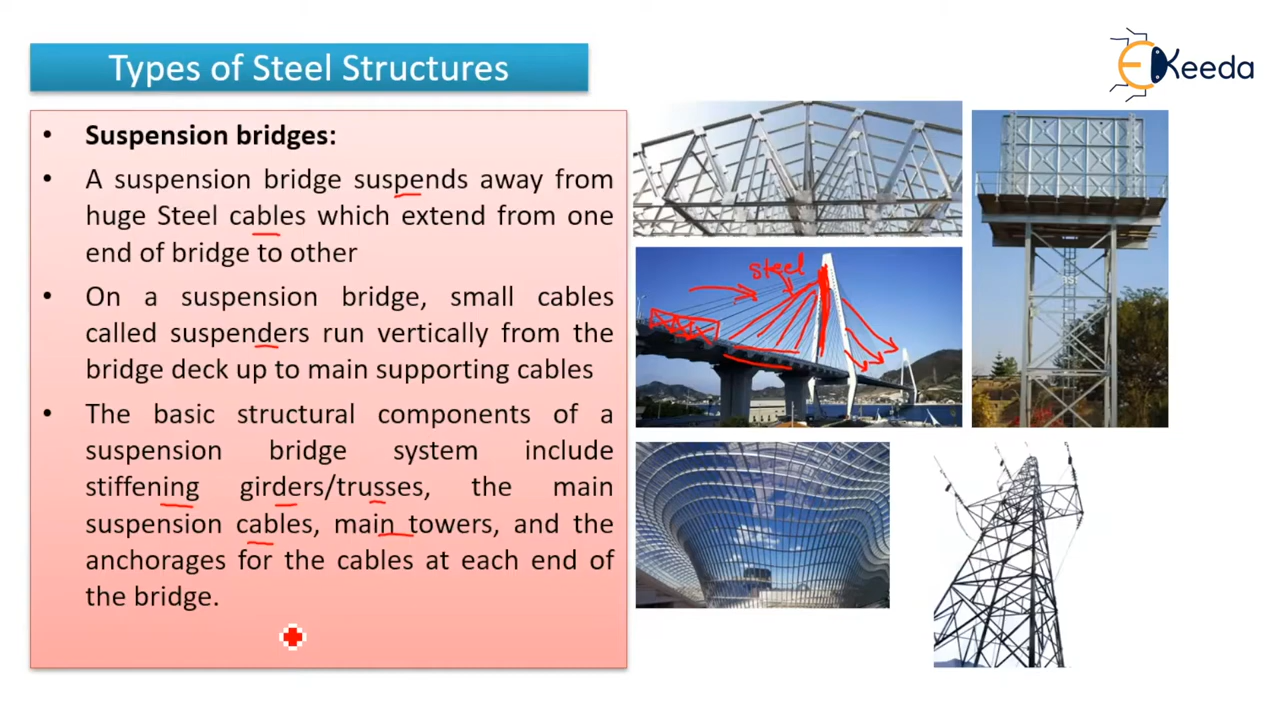 Types of Steel Structures
Keeda
• Suspension bridges:
• A suspension bridge suspends away from
huge Steel cables which extend from one
end of bridge to other
• On a suspension bridge, small cables
called suspenders run vertically from the
bridge deck up to main supporting cables
• The basic structural components of a
suspension bridge system include
stiffening girders/trusses, the main
suspension cables, main towers, and the
anchorages for the cables at each end of
the bridge.
steel